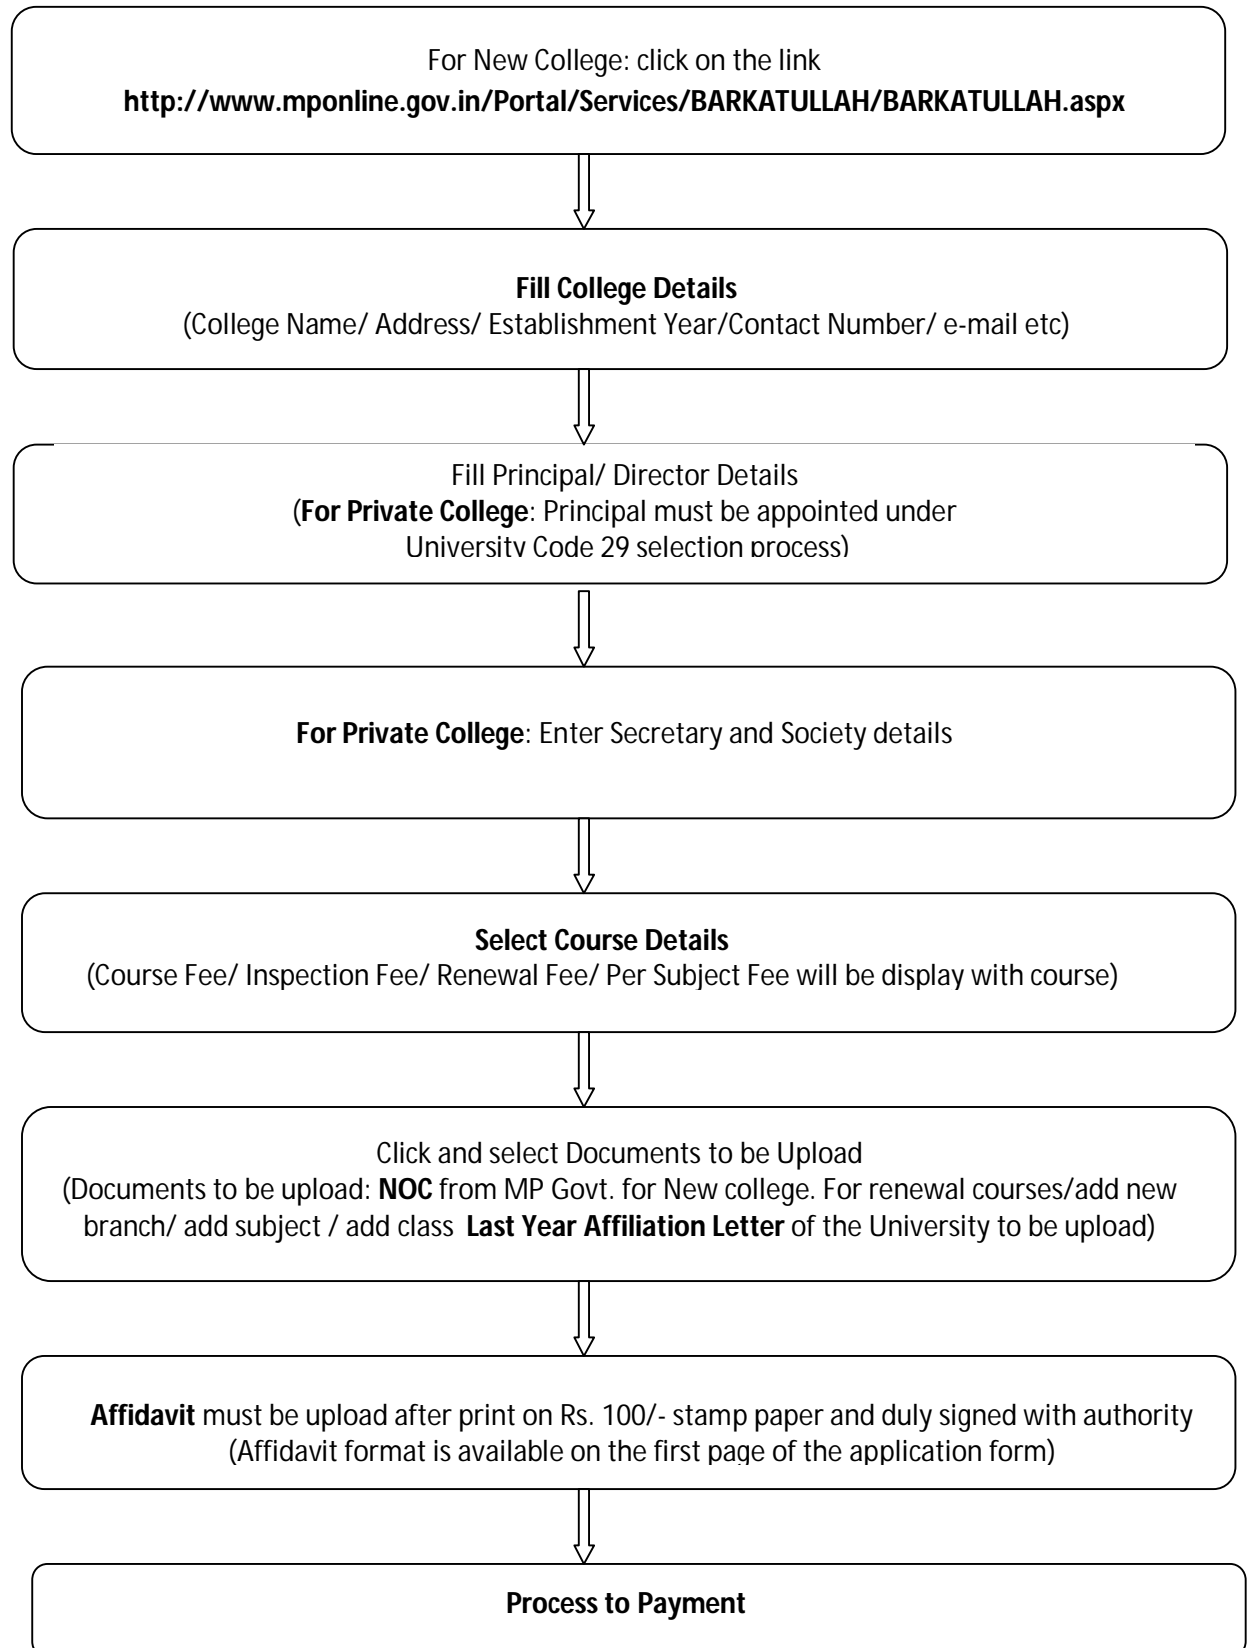 For New College: click on the link
http://www.mponline.gov.in/Portal/Services/BARKATULLAH/BARKATULLAH.aspx
Fill College Details
(College Name/ Address/ Establishment Year/Contact Number/ e-mail etc)
Fill Principal/ Director Details
(For Private College: Principal must be appointed under
University Code 29 selection process)
For Private College: Enter Secretary and Society details
Select Course Details
(Course Fee/ Inspection Fee/ Renewal Fee/ Per Subject Fee will be display with course)
Click and select Documents to be Upload
(Documents to be upload: NOC from MP Govt. for New college. For renewal courses/add new
branch/ add subject / add class Last Year Affiliation Letter of the University to be upload)
Affidavit must be upload after print on Rs. 100/- stamp paper and duly signed with authority
(Affidavit format is available on the first page of the application form)
Process to Payment